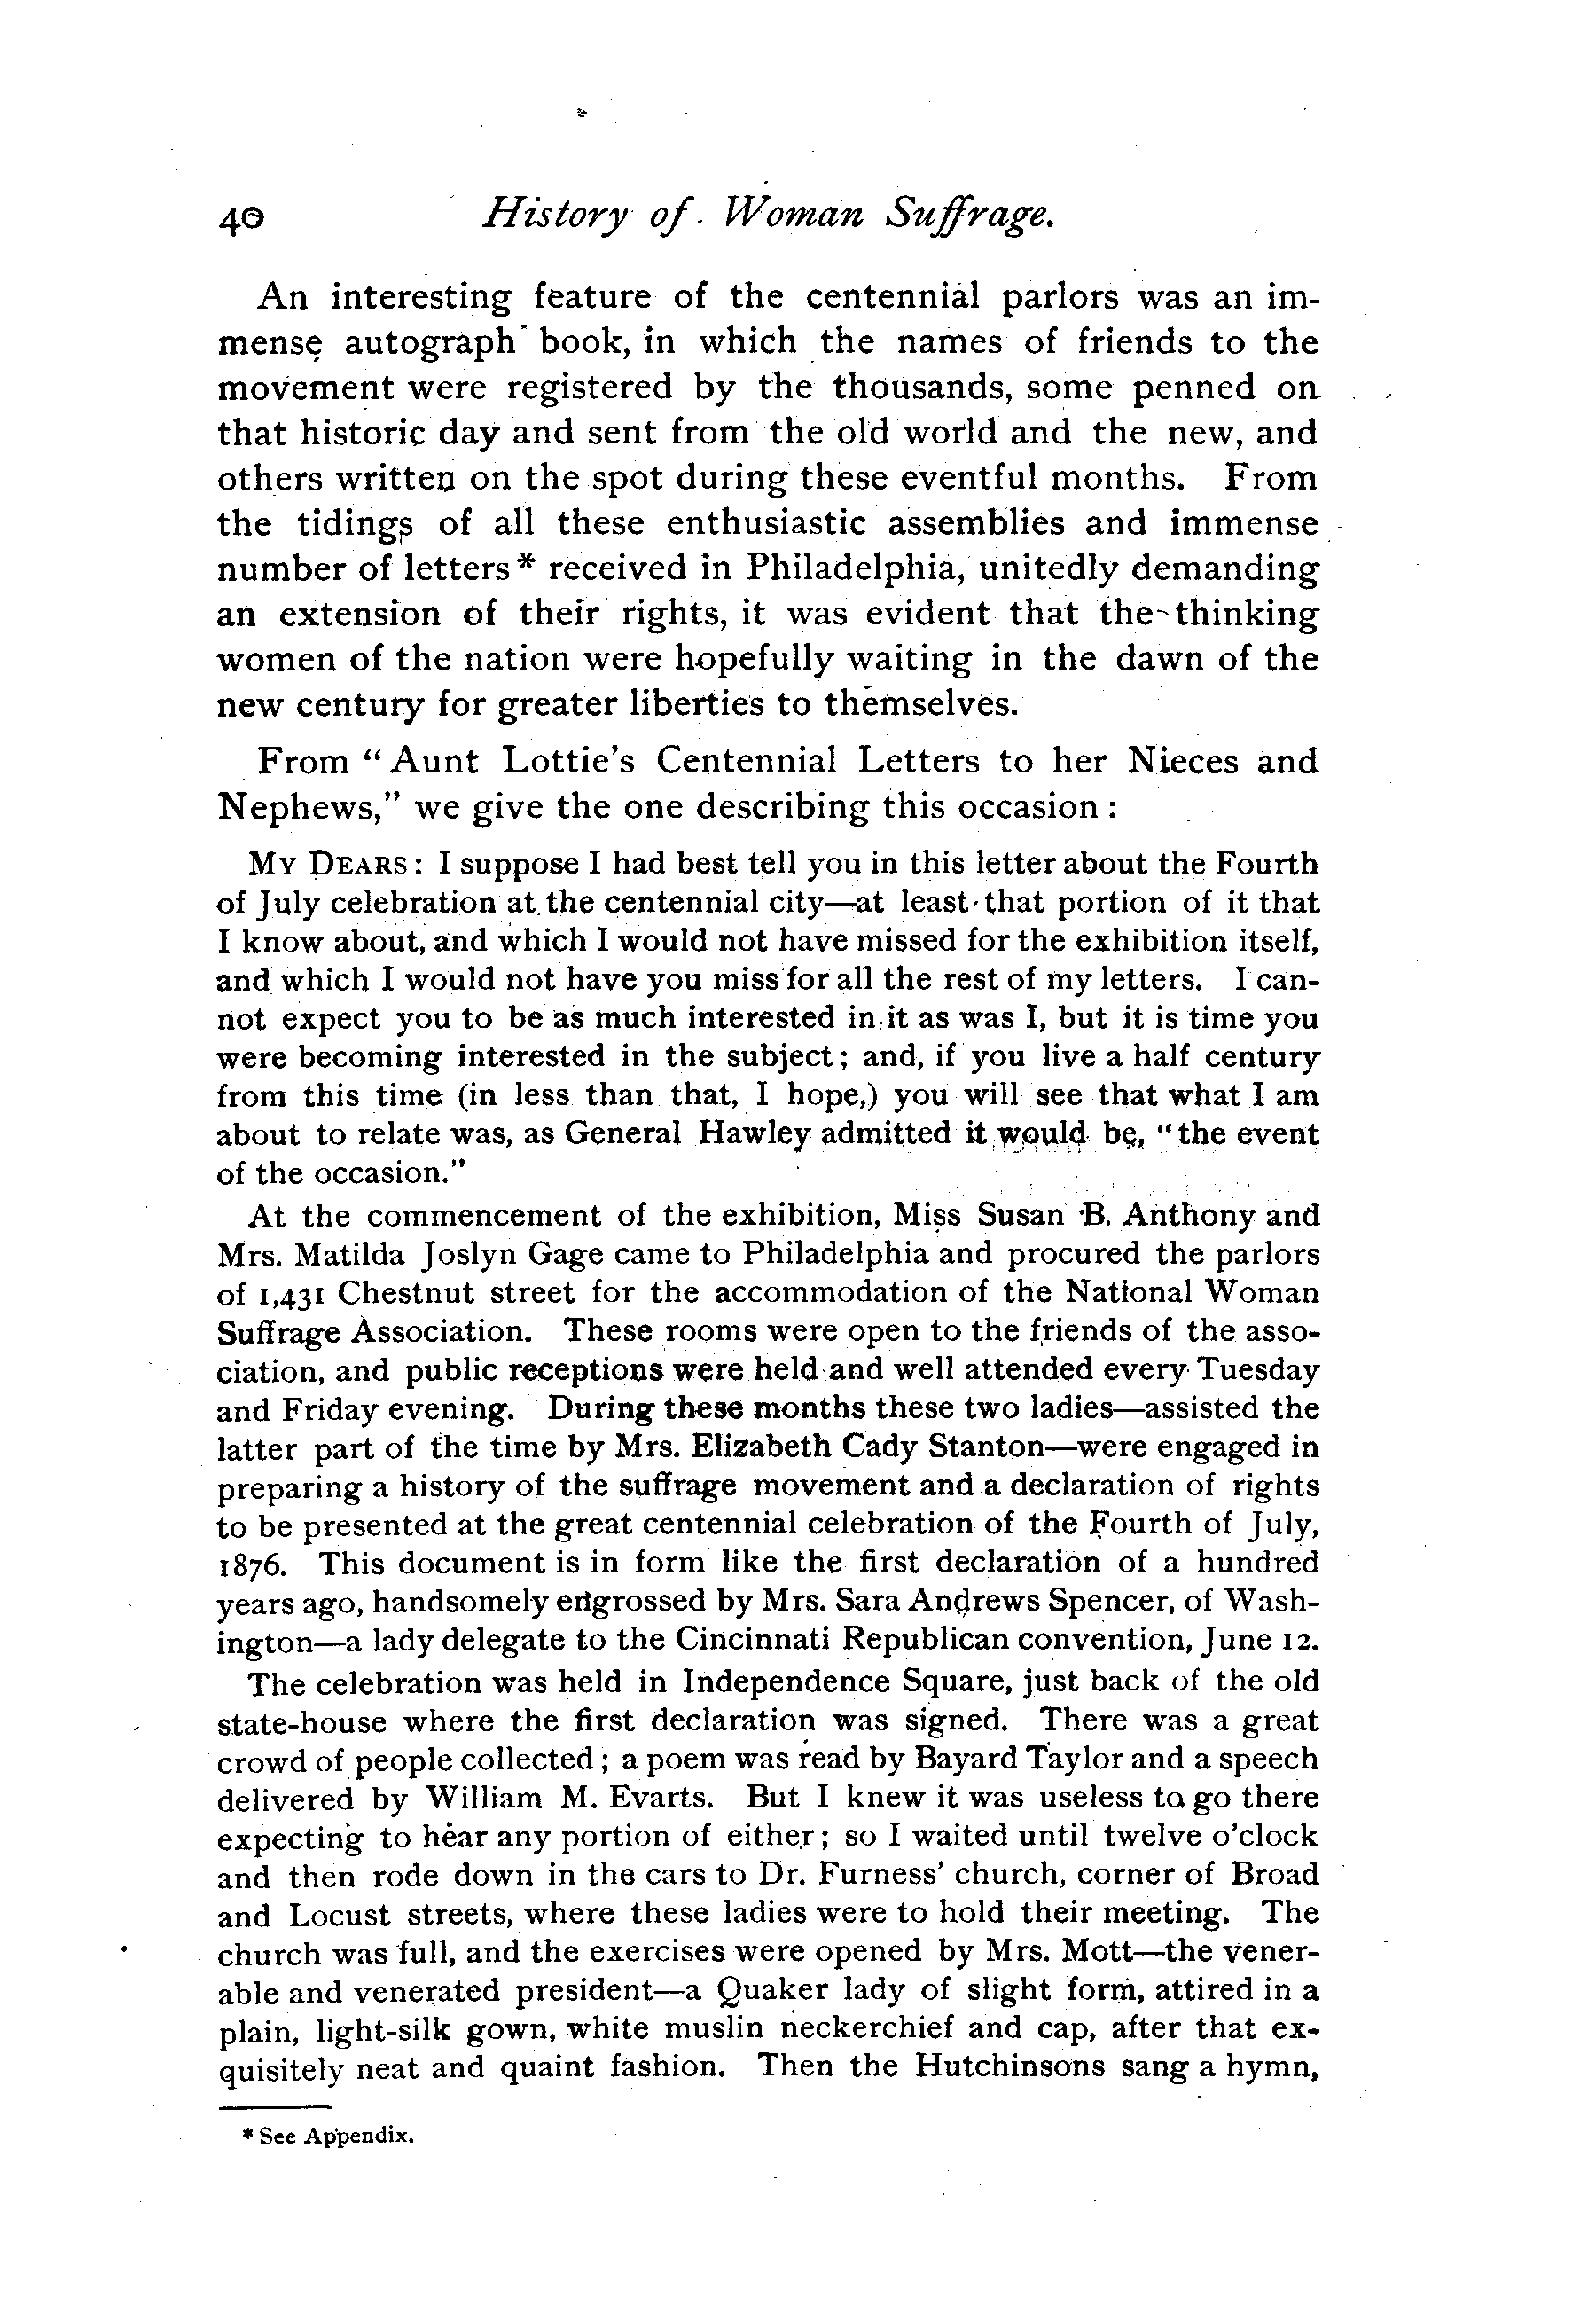 40 History of Woman Suffrage.
An interesting feature of the centennial parlors was an im-
mense autograph book, in which the names of friends to the
movement were registered by the thousands, some penned on
that historic day and sent from the old world and the new, and
others written on the spot during these eventful months. From
the tidings of all these enthusiastic assemblies and immense
number of letters* received in Philadelphia, unitedly demanding
an extension of their rights, it was evident that the thinking
women of the nation were hopefully waiting in the dawn of the
new century for greater liberties to themselves.
From "Aunt Lottie's Centennial Letters to her Nieces and
Nephews," we give the one describing this occasion:
MY DEARS: I suppose I had best tell you in this letter about the Fourth
of July celebration at the centennial city—at least that portion of it that
I know about, and which I would not have missed for the exhibition itself,
and which I would not have you miss for all the rest of my letters. I can-
not expect you to be as much interested in it as was I, but it is time you
were becoming interested in the subject; and, if you live a half century
from this time (in less than that, I hope,) you will see that what I am
about to relate was, as General Hawley admitted it would be, "the event
of the occasion."
At the commencement of the exhibition, Miss Susan B. Anthony and
Mrs. Matilda Joslyn Gage came to Philadelphia and procured the parlors
of 1,431 Chestnut street for the accommodation of the National Woman
Suffrage Association. These rooms were open to the friends of the asso-
ciation, and public receptions were held and well attended every Tuesday
and Friday evening. During these months these two ladies—assisted the
latter part of the time by Mrs. Elizabeth Cady Stanton—were engaged in
preparing a history of the suffrage movement and a declaration of rights
to be presented at the great centennial celebration of the Fourth of July,
1876. This document is in form like the first declaration of a hundred
years ago, handsomely engrossed by Mrs. Sara Andrews Spencer, of Wash-
ington—a lady delegate to the Cincinnati Republican convention, June 12.
The celebration was held in Independence Square, just back of the old
state-house where the first declaration was signed. There was a great
crowd of people collected; a poem was read by Bayard Taylor and a speech
delivered by William M. Evarts. But I knew it was useless to go there
expecting to hear any portion of either; so I waited until twelve o'clock
and then rode down in the cars to Dr. Furness' church, corner of Broad
and Locust streets, where these ladies were to hold their meeting. The
church was full, and the exercises were opened by Mrs. Mott—the vener-
able and venerated president—a Quaker lady of slight form, attired in a
plain, light-silk gown, white muslin neckerchief and cap, after that ex-
quisitely neat and quaint fashion. Then the Hutchinsons sang a hymn,
* See Appendix.